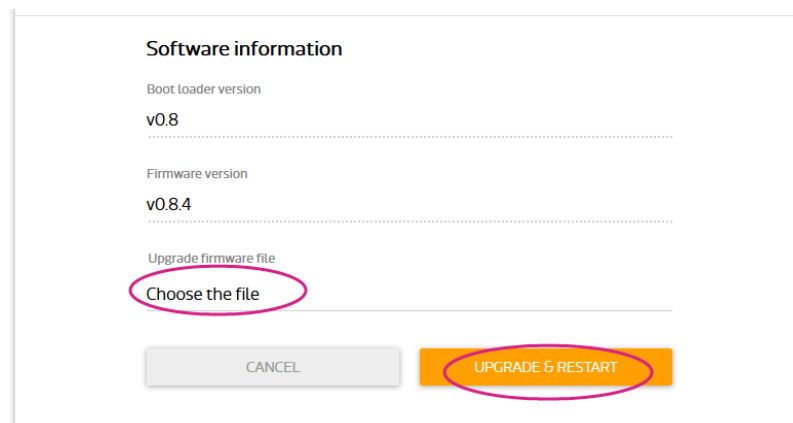 Software information
Boot loader version
v0.8
Firmware version
v0.8.4
Upgrade firmware file
Choose the file
CANCEL
UPGRADE & RESTART